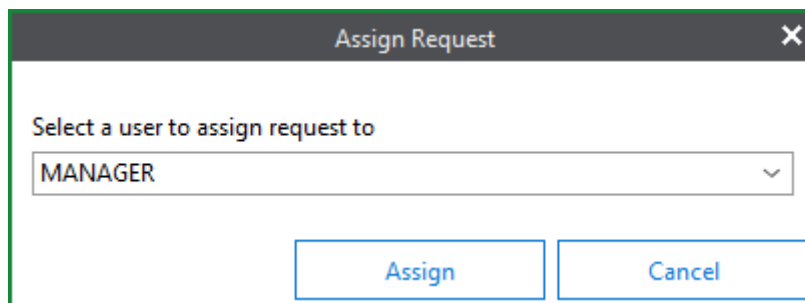 Assign Request
Select a user to assign request to
MANAGER
Assign Cancel